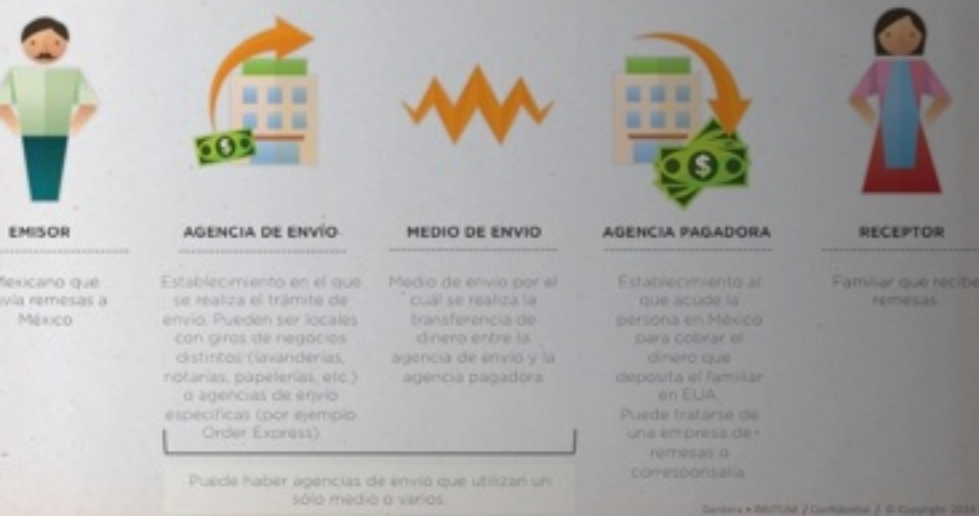 EMISOR
Mexicano que
envía remesas a
México
AGENCIA DE ENVÍO
Establecimiento en el que
se realiza el trámite de
envío. Pueden ser locales
con giros de negocios
distintos (lavanderías,
notarías, papelerías, etc.)
o agencias de envío
específicas (por ejemplo
Order Express)
MEDIO DE ENVIO
Medio de envío por el
cuál se realiza la
transferencia de
dinero entre la
agencia de envío y la
agencia pagadora
Puede haber agencias de envío que utilizan un
sólo medio o varios.
AGENCIA PAGADORA
Establecimiento al
que acude la
persona en México
para cobrar el
dinero que
deposita el familiar
en EUA.
Puede tratarse de
una empresa de
remesas o
corresponsalía.
RECEPTOR
Familiar que recibe
remesas
/ Confidential / © Copyright